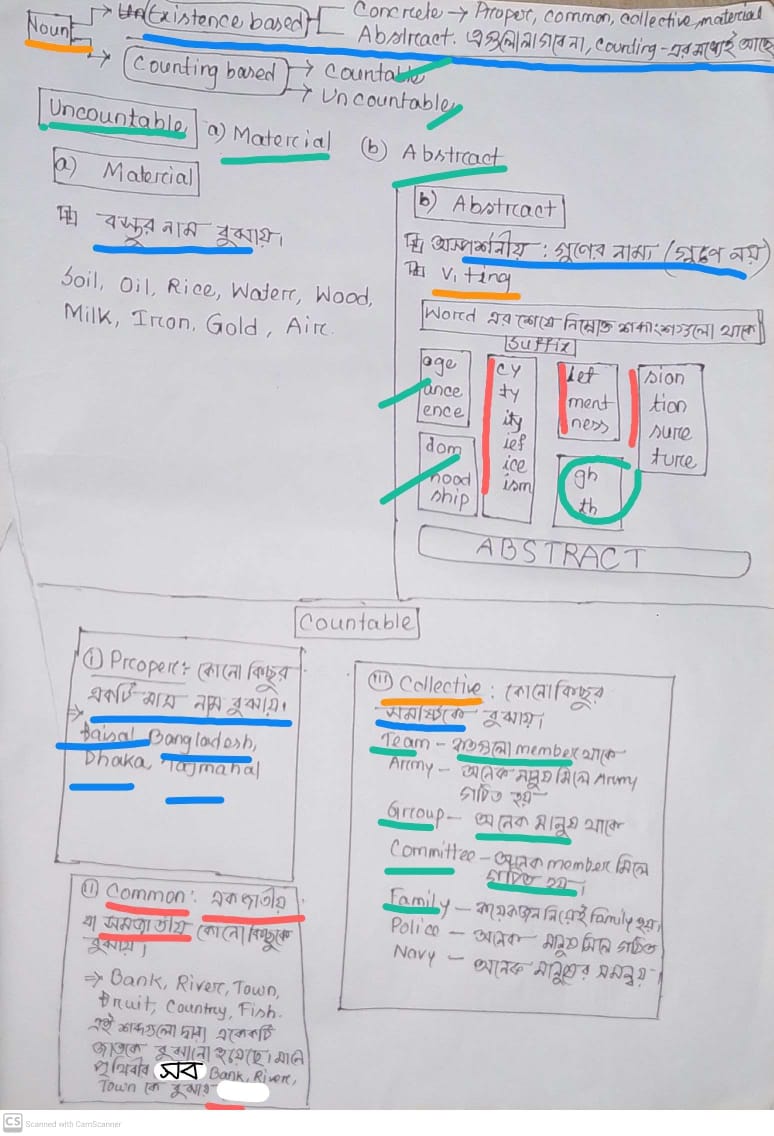 Noun
Existence based
Concrete → Proper, common, collective, material
Abstract. এগুলো লাগবে না, Counting-এর মধ্যেই আছে
Counting based → Countable
→ Uncountable
Uncountable a) Material (b) Abstract
a) Material
বস্তুর নাম বুঝায়।
Soil, Oil, Rice, Water, Wood,
Milk, Iron, Gold, Air.
b) Abstract
অস্পর্শনীয় : গুণের নাম্য (গুণে নয়)
V. + ing
Word এর শেষে নিম্নোক্ত শব্দাংশগুলো থাকে
Suffix
age
ance
ence
dom
hood
ship
cy
ty
ity
ief
ice
ism
let
ment
ness
gh
th
sion
tion
sure
ture
ABSTRACT
Countable
(i) Proper: কোনো কিছুর
একটি মাত্র নাম বুঝায়।
⇒ Faisal, Bangladesh,
Dhaka, Tajmahal
(ii) Common: একজাতীয়
বা সমজাতীয় কোনো কিছুকে
বুঝায়।
⇒ Bank, River, Town,
Fruit, Country, Fish.
এই শব্দগুলো দ্বারা একেকটি
জাতকে বুঝানো হয়েছে। মানে
পৃথিবীর সব Bank, River,
Town কে বুঝায়
(iii) Collective : কোনো কিছুর
সমষ্টিকে বুঝায়।
Team – কতগুলো member থাকে
Army – অনেক মানুষ মিলে Army
গঠিত হয়
Group – অনেক মানুষ থাকে
Committee – অনেক member মিলে
গঠিত হয়।
Family – কয়েকজন নিয়েই Family হয়।
Police – অনেক মানুষ মিলে গঠিত
Navy – অনেক মানুষের সমন্বয়।
CS Scanned with CamScanner